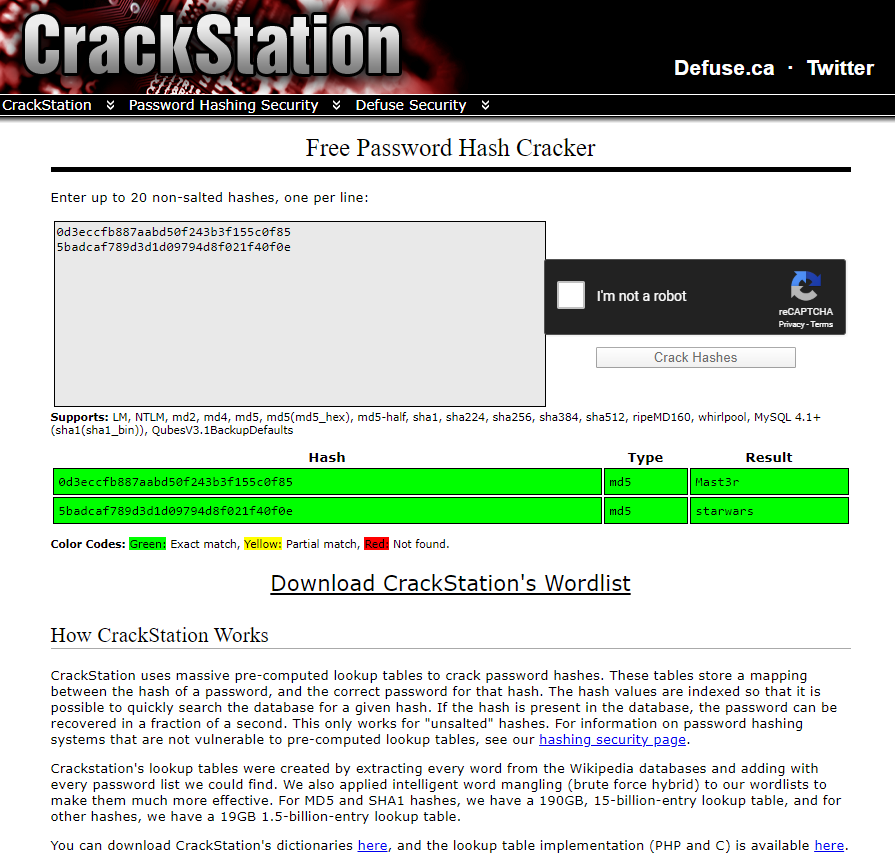 CrackStation
Defuse.ca · Twitter
CrackStation Password Hashing Security Defuse Security
Free Password Hash Cracker
Enter up to 20 non-salted hashes, one per line:
0d3eccfb887aabd50f243b3f155c0f85
5badcaf789d3d1d09794d8f021f40f0e
I'm not a robot
reCAPTCHA
Privacy - Terms
Crack Hashes
Supports: LM, NTLM, md2, md4, md5, md5(md5_hex), md5-half, sha1, sha224, sha256, sha384, sha512, ripeMD160, whirlpool, MySQL 4.1+
(sha1(sha1_bin)), QubesV3.1BackupDefaults
Hash Type Result
0d3eccfb887aabd50f243b3f155c0f85 md5 Mast3r
5badcaf789d3d1d09794d8f021f40f0e md5 starwars
Color Codes: Green: Exact match, Yellow: Partial match, Red: Not found.
Download CrackStation's Wordlist
How CrackStation Works
CrackStation uses massive pre-computed lookup tables to crack password hashes. These tables store a mapping
between the hash of a password, and the correct password for that hash. The hash values are indexed so that it is
possible to quickly search the database for a given hash. If the hash is present in the database, the password can be
recovered in a fraction of a second. This only works for "unsalted" hashes. For information on password hashing
systems that are not vulnerable to pre-computed lookup tables, see our hashing security page.
Crackstation's lookup tables were created by extracting every word from the Wikipedia databases and adding with
every password list we could find. We also applied intelligent word mangling (brute force hybrid) to our wordlists to
make them much more effective. For MD5 and SHA1 hashes, we have a 190GB, 15-billion-entry lookup table, and for
other hashes, we have a 19GB 1.5-billion-entry lookup table.
You can download CrackStation's dictionaries here, and the lookup table implementation (PHP and C) is available here.